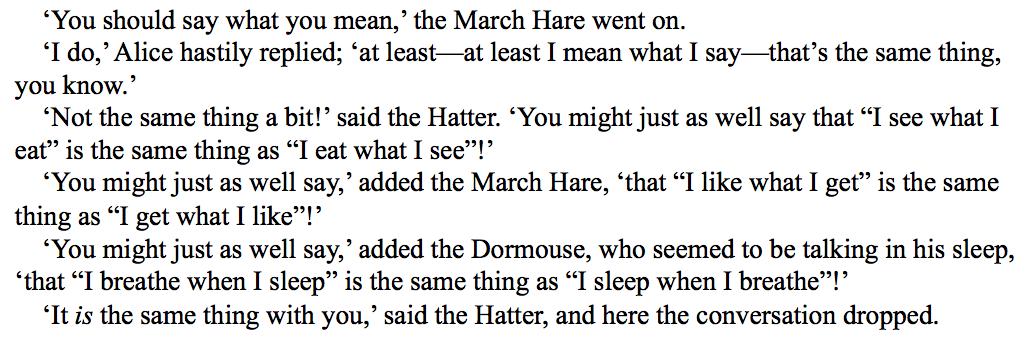 ‘You should say what you mean,’ the March Hare went on.
‘I do,’ Alice hastily replied; ‘at least—at least I mean what I say—that’s the same thing,
you know.’
‘Not the same thing a bit!’ said the Hatter. ‘You might just as well say that “I see what I
eat” is the same thing as “I eat what I see”!’
‘You might just as well say,’ added the March Hare, ‘that “I like what I get” is the same
thing as “I get what I like”!’
‘You might just as well say,’ added the Dormouse, who seemed to be talking in his sleep,
‘that “I breathe when I sleep” is the same thing as “I sleep when I breathe”!’
‘It is the same thing with you,’ said the Hatter, and here the conversation dropped.